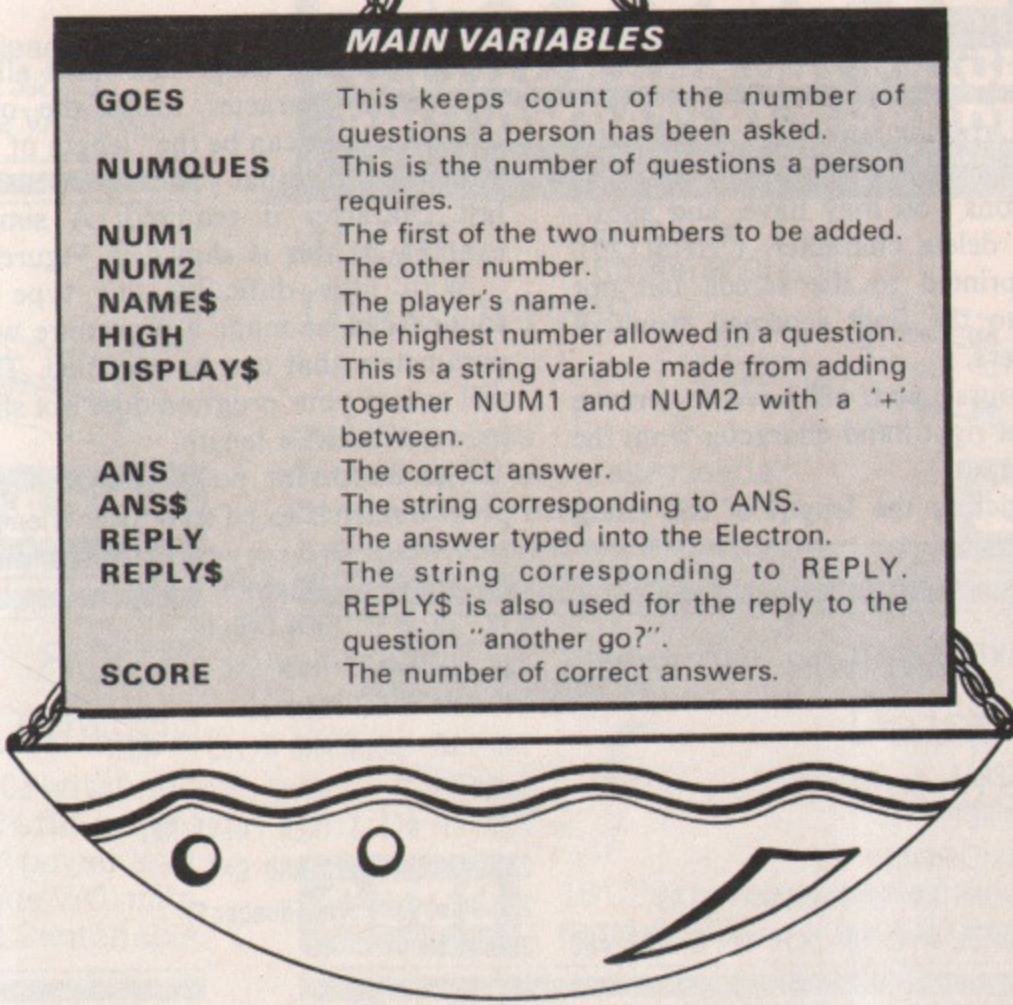 MAIN VARIABLES
GOES This keeps count of the number of
questions a person has been asked.
NUMQUES This is the number of questions a person
requires.
NUM1 The first of the two numbers to be added.
NUM2 The other number.
NAME$ The player's name.
HIGH The highest number allowed in a question.
DISPLAY$ This is a string variable made from adding
together NUM1 and NUM2 with a '+'
between.
ANS The correct answer.
ANS$ The string corresponding to ANS.
REPLY The answer typed into the Electron.
REPLY$ The string corresponding to REPLY.
REPLY$ is also used for the reply to the
question "another go?".
SCORE The number of correct answers.